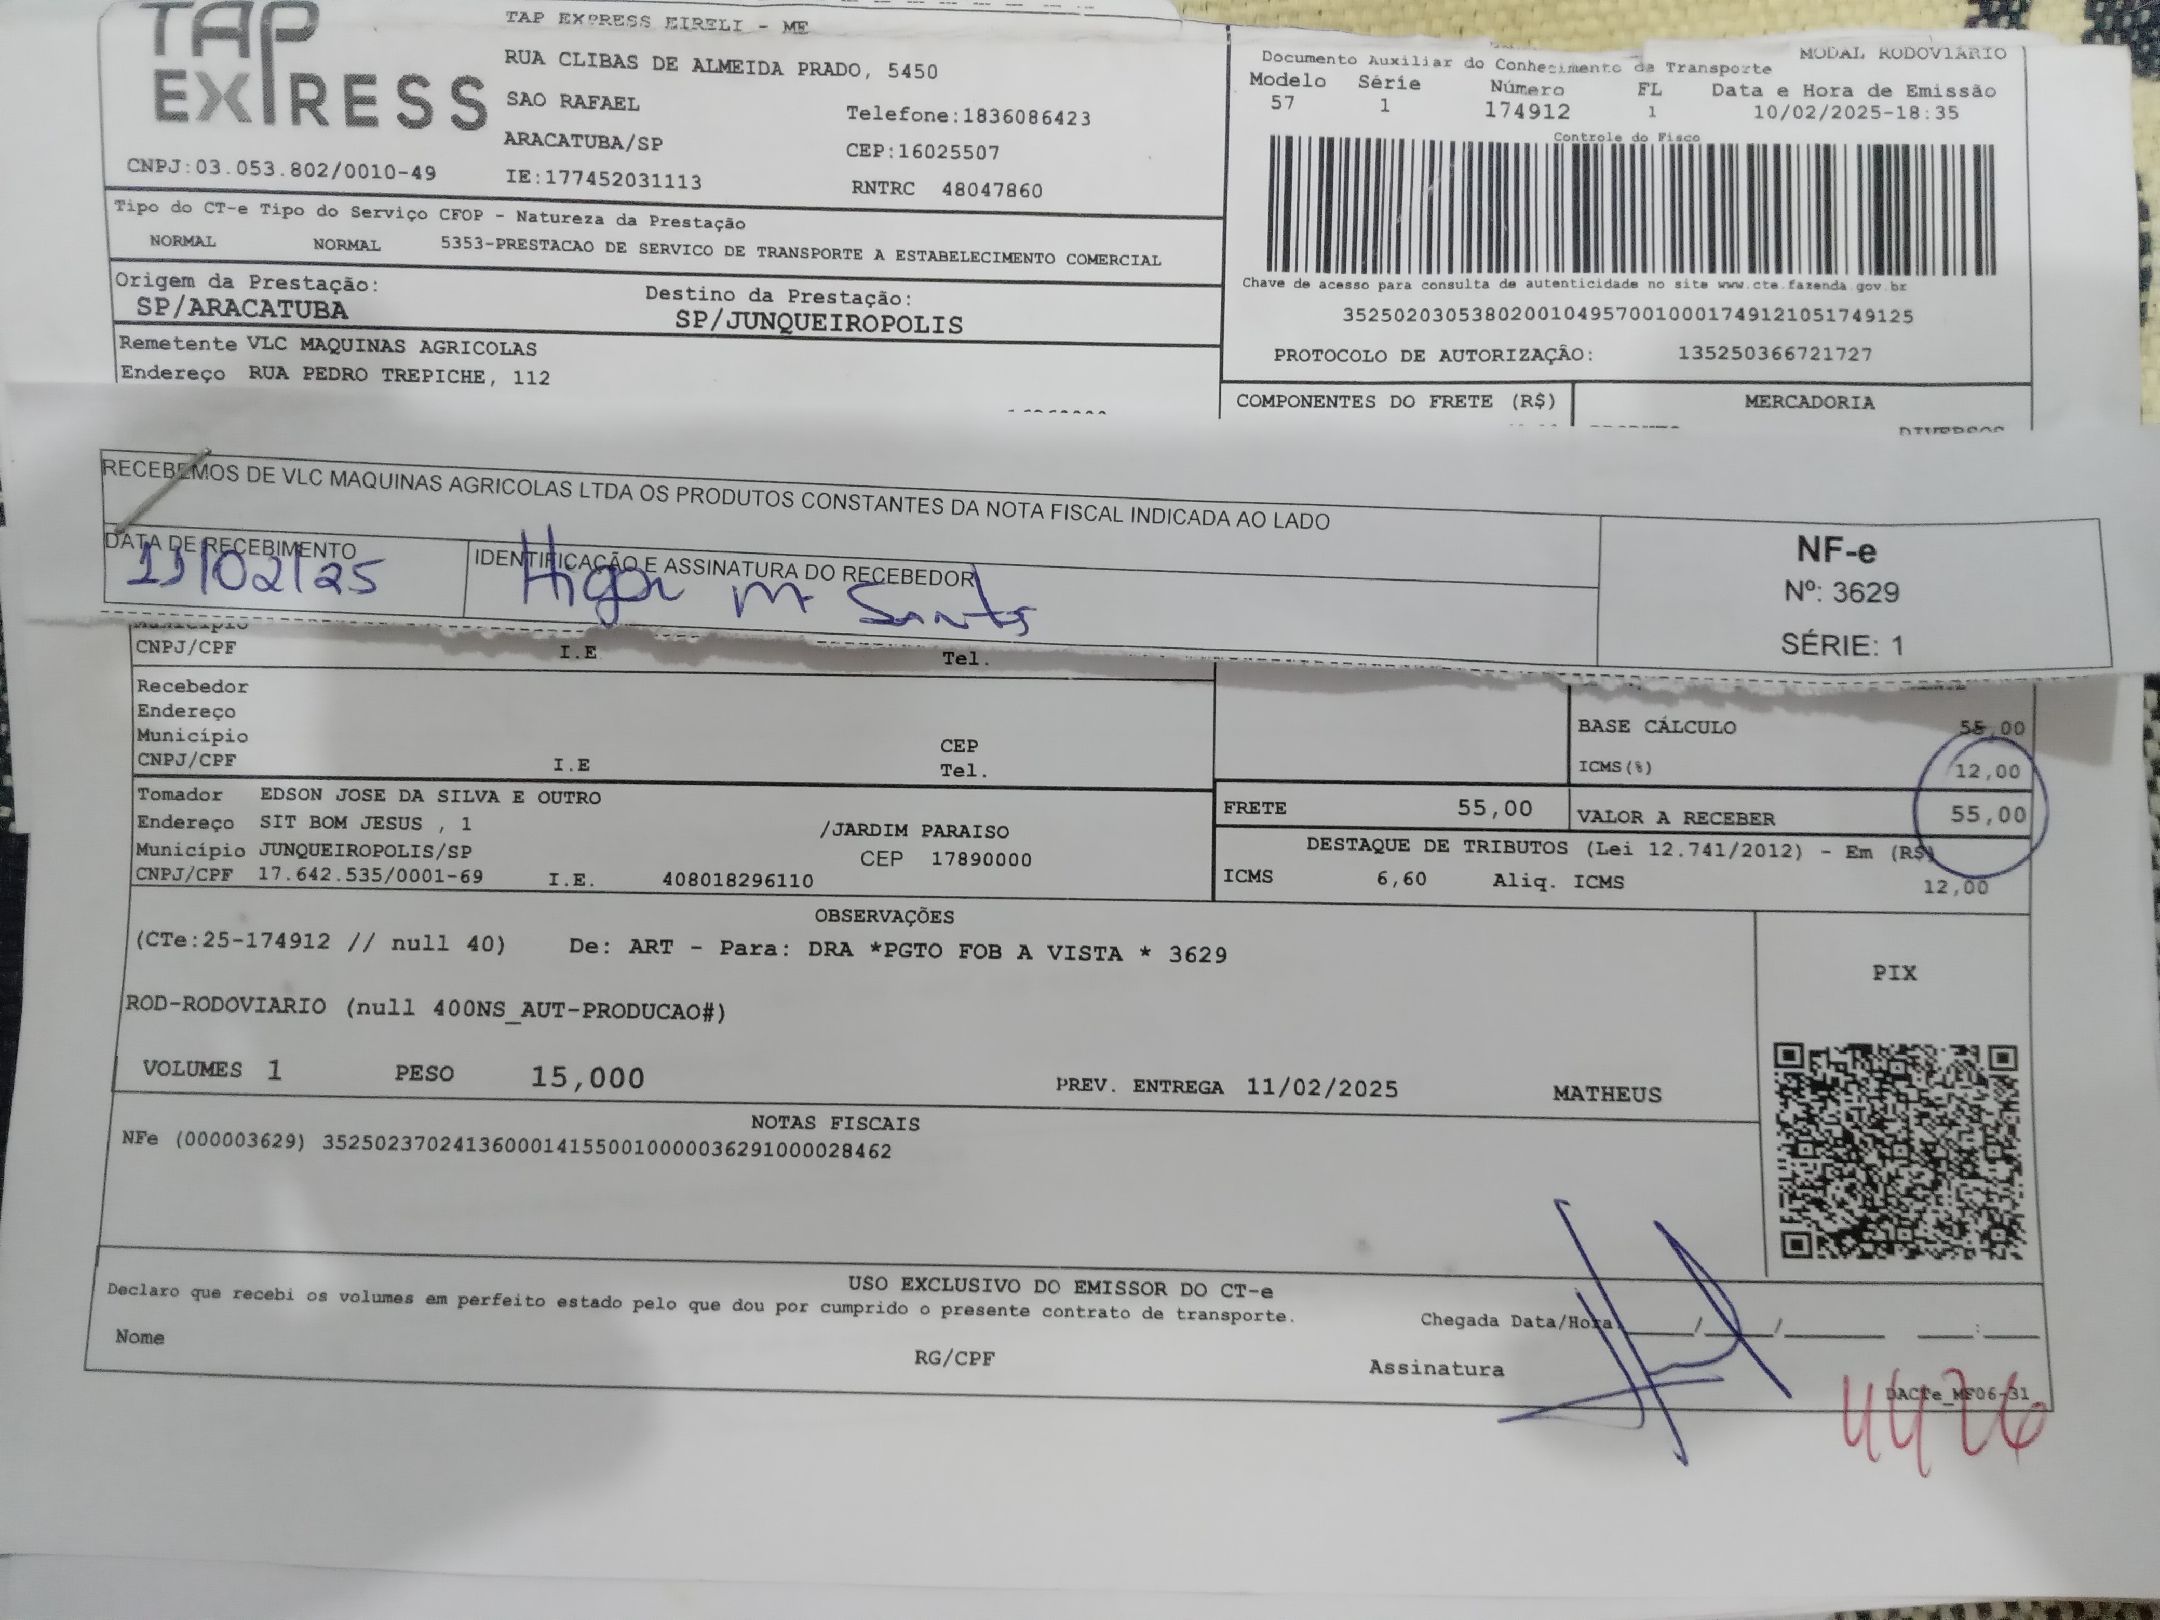 TAP EXPRESS
TAP EXPRESS EIRELI - ME
RUA CLIBAS DE ALMEIDA PRADO, 5450
SAO RAFAEL
Telefone:1836086423
ARACATUBA/SP
CEP:16025507
CNPJ:03.053.802/0010-49
IE:177452031113
RNTRC 48047860
MODAL RODOVIÁRIO
Documento Auxiliar do Conhecimento de Transporte
Modelo Série Número FL Data e Hora de Emissão
57 1 174912 1 10/02/2025-18:35
Controle do Fisco
Chave de acesso para consulta de autenticidade no site www.cte.fazenda.gov.br
35250203053802001049570010001749121051749125
PROTOCOLO DE AUTORIZAÇÃO: 135250366721727
Tipo do CT-e Tipo do Serviço CFOP - Natureza da Prestação
NORMAL NORMAL 5353-PRESTACAO DE SERVICO DE TRANSPORTE A ESTABELECIMENTO COMERCIAL
Origem da Prestação: Destino da Prestação:
SP/ARACATUBA SP/JUNQUEIROPOLIS
Remetente VLC MAQUINAS AGRICOLAS
Endereço RUA PEDRO TREPICHE, 112
COMPONENTES DO FRETE (R$) MERCADORIA
DIVERSOS
RECEBEMOS DE VLC MAQUINAS AGRICOLAS LTDA OS PRODUTOS CONSTANTES DA NOTA FISCAL INDICADA AO LADO
DATA DE RECEBIMENTO
11/02/25
IDENTIFICAÇÃO E ASSINATURA DO RECEBEDOR
Higor M Santos
NF-e
Nº: 3629
SÉRIE: 1
Município
CNPJ/CPF I.E Tel.
Recebedor
Endereço
Município CEP
CNPJ/CPF I.E Tel.
BASE CÁLCULO 55,00
ICMS(%) 12,00
Tomador EDSON JOSE DA SILVA E OUTRO
Endereço SIT BOM JESUS , 1 /JARDIM PARAISO
Município JUNQUEIROPOLIS/SP CEP 17890000
CNPJ/CPF 17.642.535/0001-69 I.E. 408018296110
FRETE 55,00 VALOR A RECEBER 55,00
DESTAQUE DE TRIBUTOS (Lei 12.741/2012) - Em (R$)
ICMS 6,60 Aliq. ICMS 12,00
OBSERVAÇÕES
(CTe:25-174912 // null 40) De: ART - Para: DRA *PGTO FOB A VISTA * 3629
ROD-RODOVIARIO (null 400NS_AUT-PRODUCAO#)
PIX
VOLUMES 1 PESO 15,000 PREV. ENTREGA 11/02/2025 MATHEUS
NOTAS FISCAIS
NFe (000003629) 35250237024136000141550010000036291000028462
USO EXCLUSIVO DO EMISSOR DO CT-e
Declaro que recebi os volumes em perfeito estado pelo que dou por cumprido o presente contrato de transporte.
Chegada Data/Hora ____/____/______ ___:____
Nome RG/CPF Assinatura
DACTe_MF06-31
4476